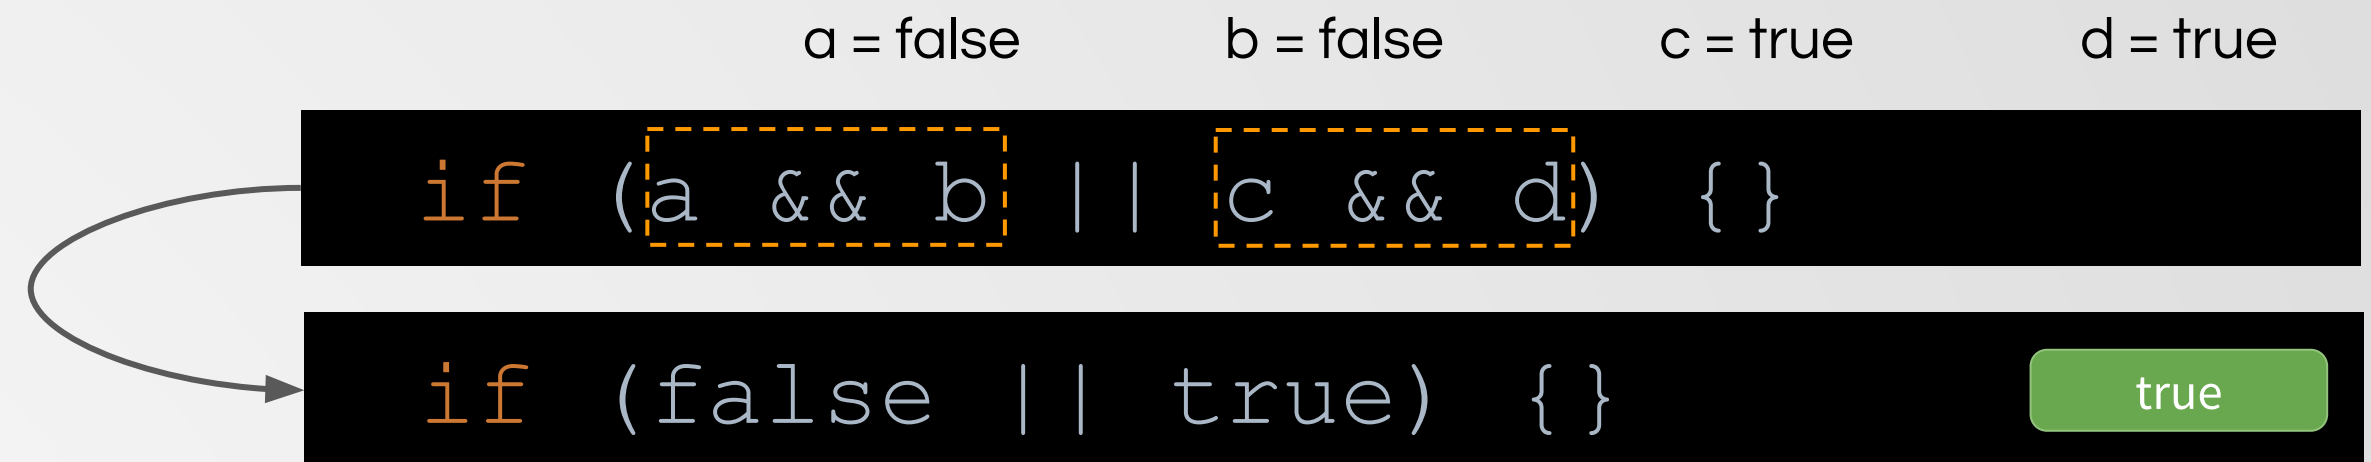 a = false b = false c = true d = true
if (a && b || c && d) {}
if (false || true) {} true